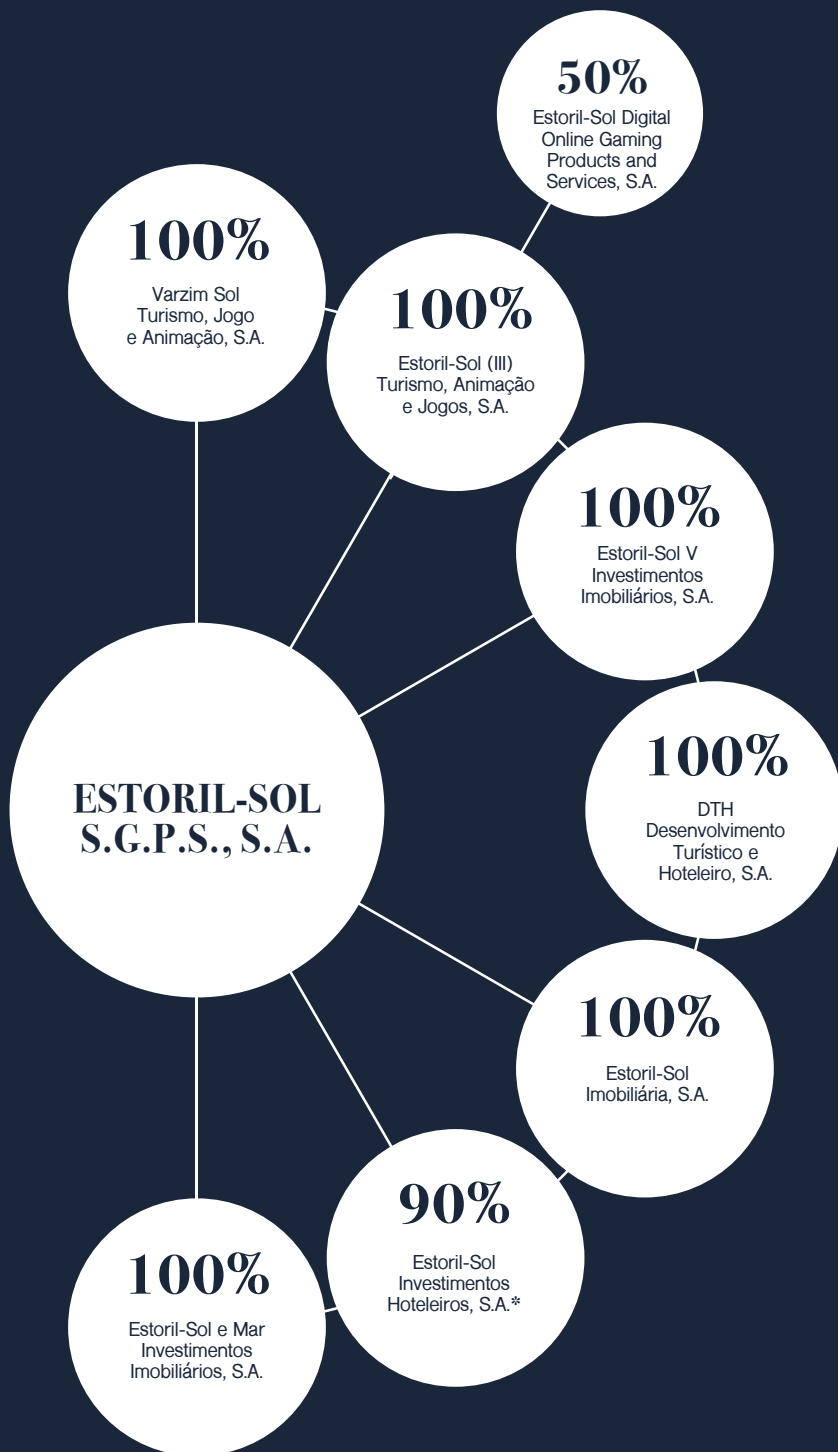 50%
Estoril-Sol Digital
Online Gaming
Products and
Services, S.A.
100%
Varzim Sol
Turismo, Jogo
e Animação, S.A.
100%
Estoril-Sol (III)
Turismo, Animação
e Jogos, S.A.
100%
Estoril-Sol V
Investimentos
Imobiliários, S.A.
100%
DTH
Desenvolvimento
Turístico e
Hoteleiro, S.A.
ESTORIL-SOL
S.G.P.S., S.A.
100%
Estoril-Sol
Imobiliária, S.A.
90%
Estoril-Sol
Investimentos
Hoteleiros, S.A.*
100%
Estoril-Sol e Mar
Investimentos
Imobiliários, S.A.